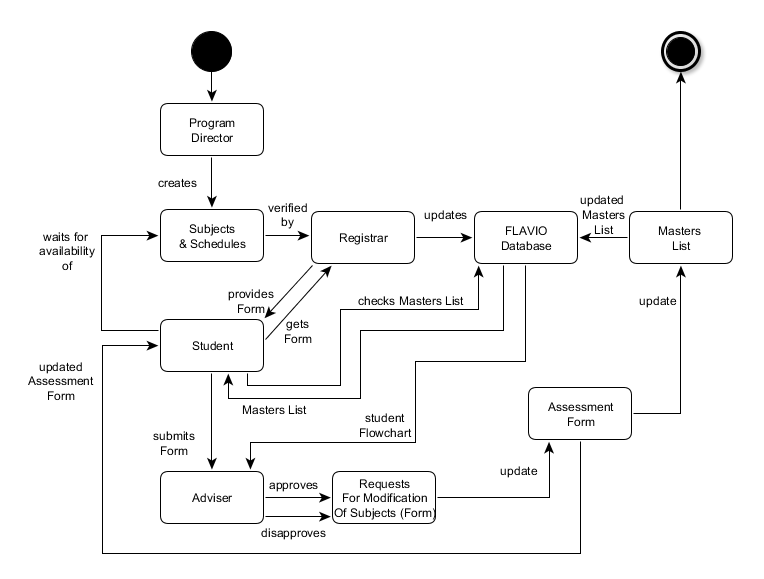 Program
Director
creates
Subjects
& Schedules
verified
by
Registrar
updates
FLAVIO
Database
updated
Masters
List
Masters
List
waits for
availability
of
provides
Form
gets
Form
checks Masters List
update
Student
updated
Assessment
Form
Masters List
student
Flowchart
Assessment
Form
submits
Form
Adviser
approves
disapproves
Requests
For Modification
Of Subjects (Form)
update